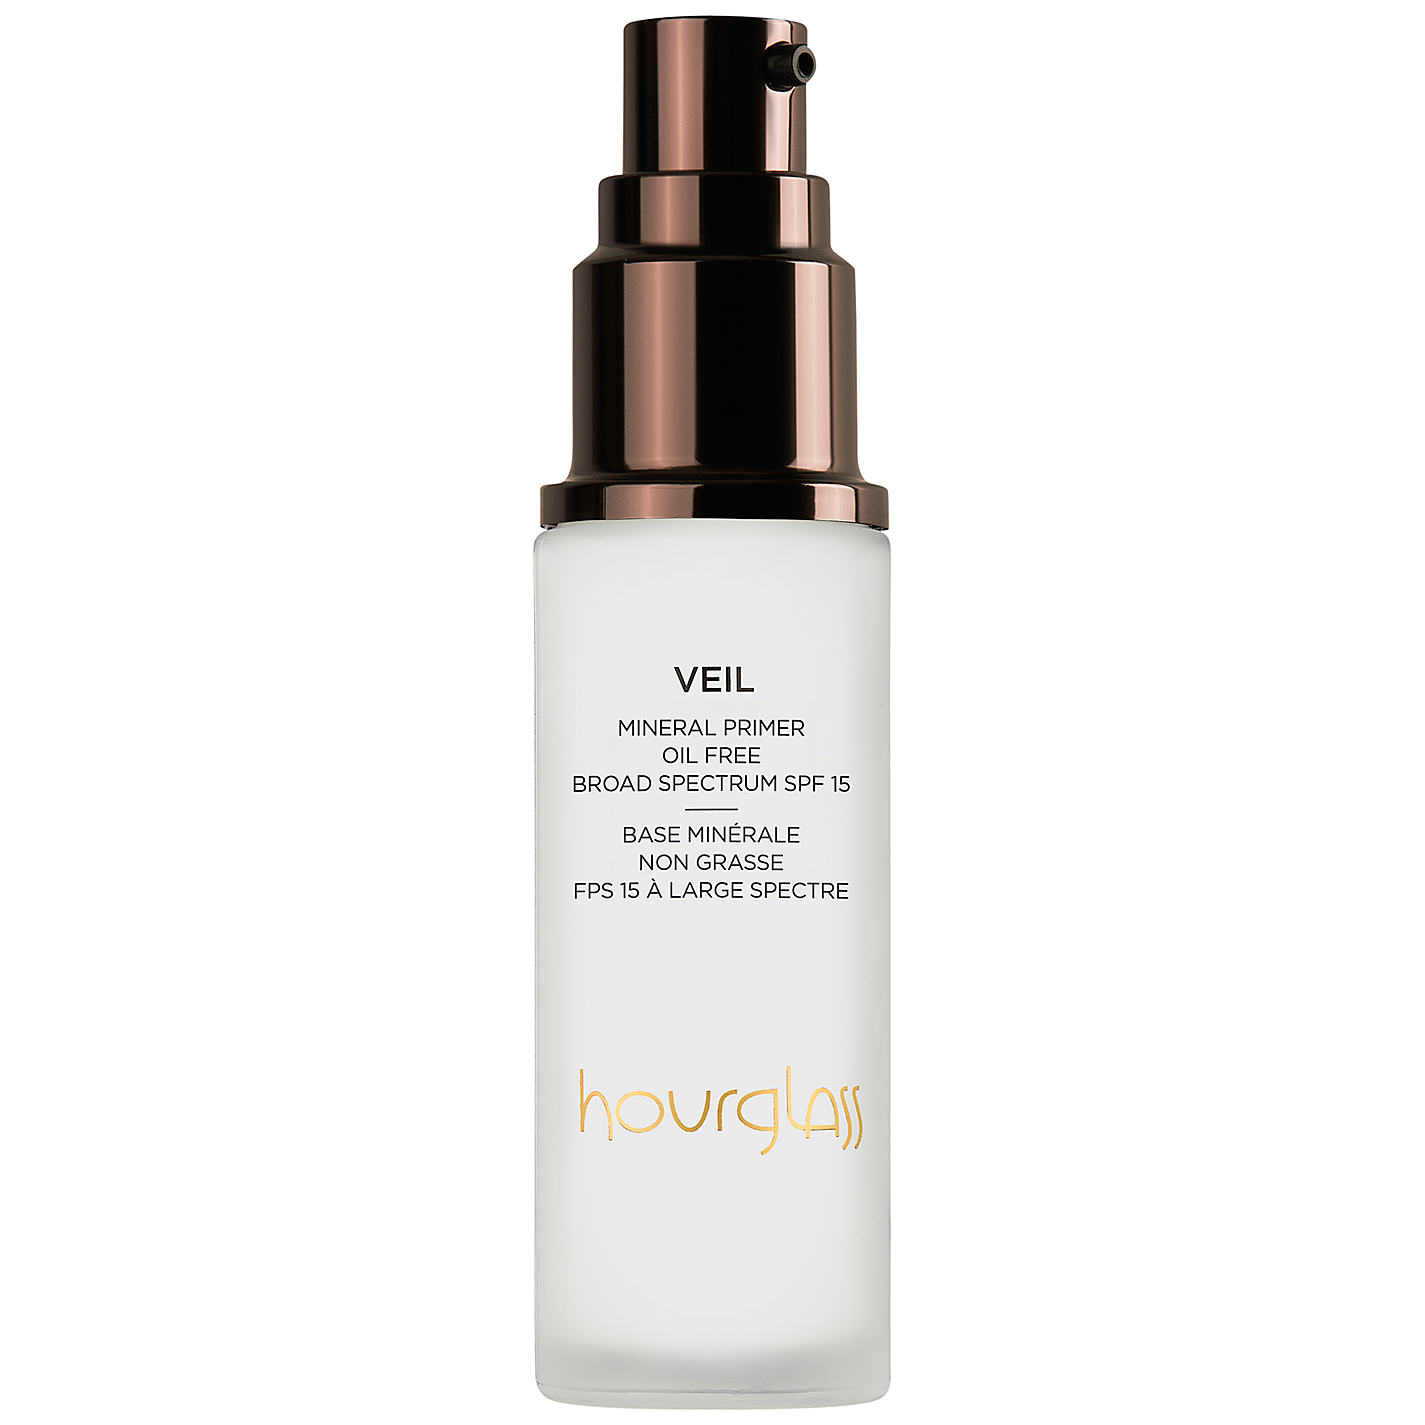 VEIL
MINERAL PRIMER
OIL FREE
BROAD SPECTRUM SPF 15
BASE MINÉRALE
NON GRASSE
FPS 15 À LARGE SPECTRE
hourglass